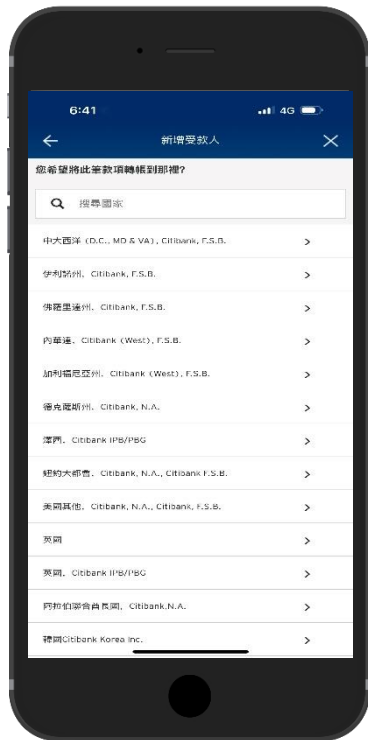 6:41 4G
新增受款人
您希望將此筆款項轉帳到那裡?
搜尋國家
中大西洋 (D.C., MD & VA), Citibank, F.S.B.
伊利諾州, Citibank, F.S.B.
佛羅里達州, Citibank, F.S.B.
內華達, Citibank (West), F.S.B.
加利福尼亞州, Citibank (West), F.S.B.
德克薩斯州, Citibank, N.A.
澤西, Citibank IPB/PBG
紐約大都會, Citibank, N.A., Citibank F.S.B.
美國其他, Citibank, N.A., Citibank, F.S.B.
英國
英國, Citibank IPB/PBG
阿拉伯聯合酋長國, Citibank.N.A.
韓國Citibank Korea Inc.